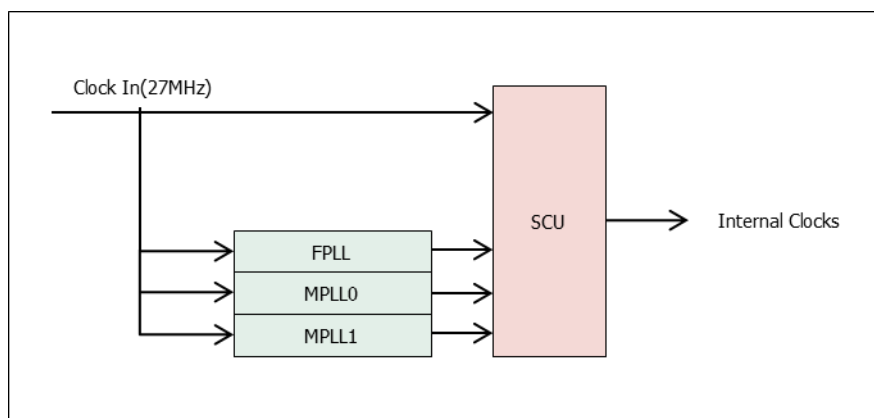 Clock In(27MHz)
SCU
Internal Clocks
FPLL
MPLL0
MPLL1